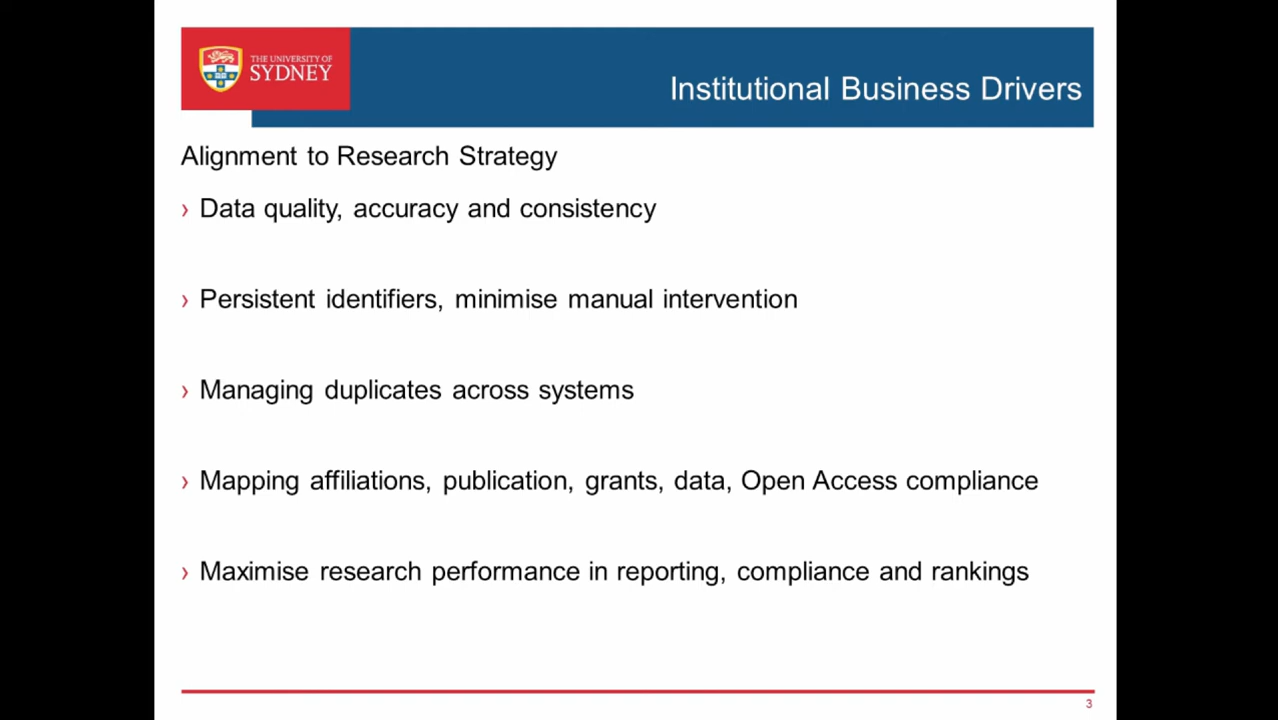 THE UNIVERSITY OF
SYDNEY
Institutional Business Drivers
Alignment to Research Strategy
› Data quality, accuracy and consistency
› Persistent identifiers, minimise manual intervention
› Managing duplicates across systems
› Mapping affiliations, publication, grants, data, Open Access compliance
› Maximise research performance in reporting, compliance and rankings
3